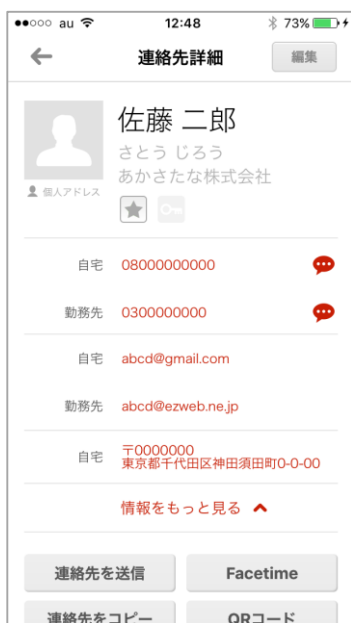 au 12:48 73%
連絡先詳細 編集
佐藤 二郎
さとう じろう
あかさたな株式会社
個人アドレス
自宅 08000000000
勤務先 0300000000
自宅 abcd@gmail.com
勤務先 abcd@ezweb.ne.jp
自宅 〒0000000
東京都千代田区神田須田町0-0-00
情報をもっと見る
連絡先を送信 Facetime
連絡先をコピー QRコード